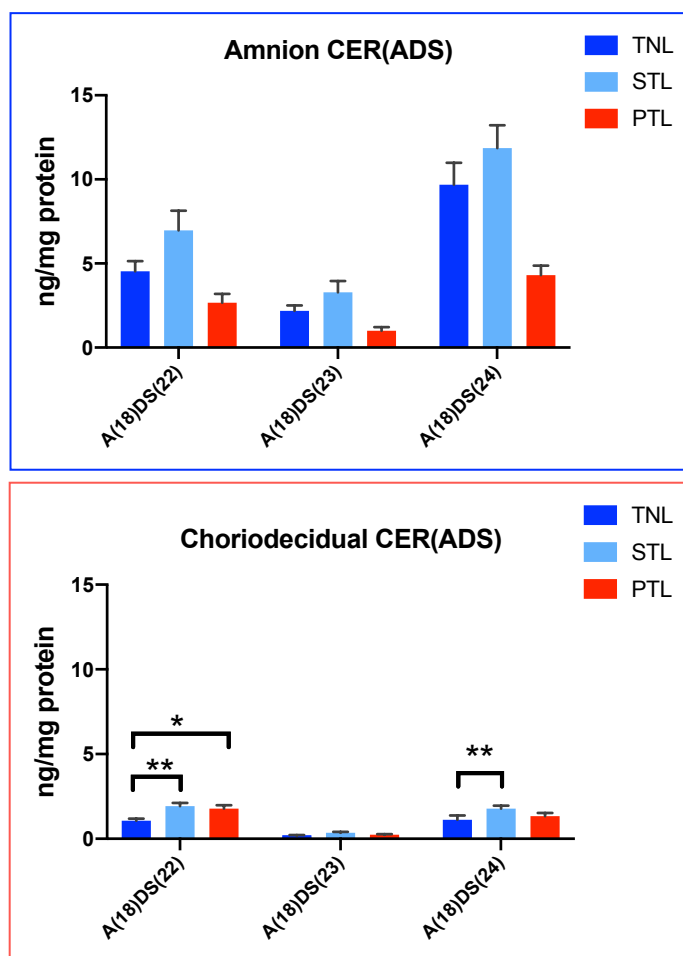 Amnion CER(ADS)
TNL
STL
PTL
ng/mg protein
15
10
5
0
A(18)DS(22)
A(18)DS(23)
A(18)DS(24)
Choriodecidual CER(ADS)
TNL
STL
PTL
ng/mg protein
15
10
5
0
*
**
**
A(18)DS(22)
A(18)DS(23)
A(18)DS(24)